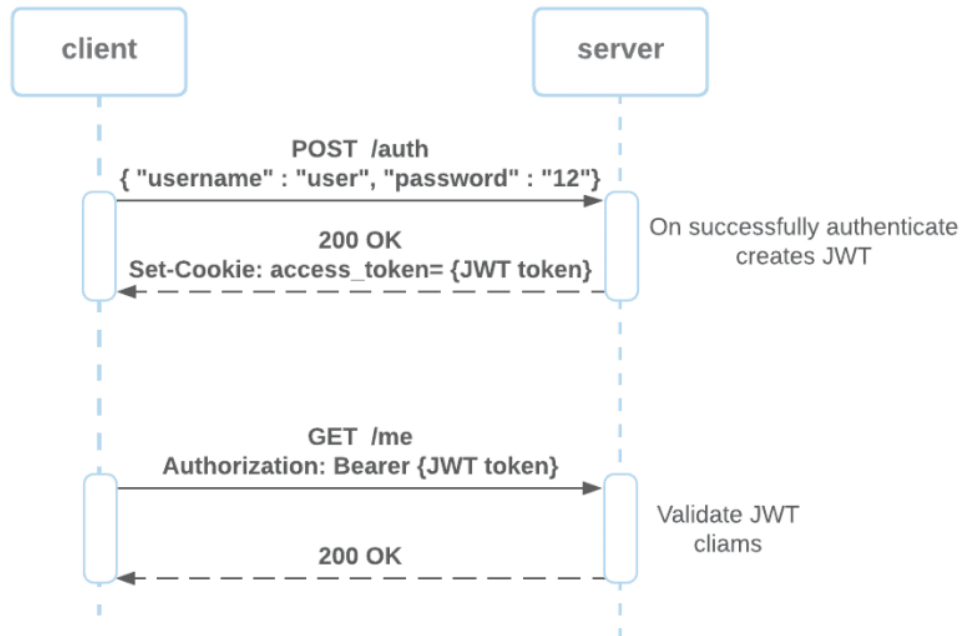 client
server
POST  /auth
{ "username" : "user", "password" : "12"}
200 OK
Set-Cookie: access_token= {JWT token}
On successfully authenticate
creates JWT
GET  /me
Authorization: Bearer {JWT token}
200 OK
Validate JWT
cliams